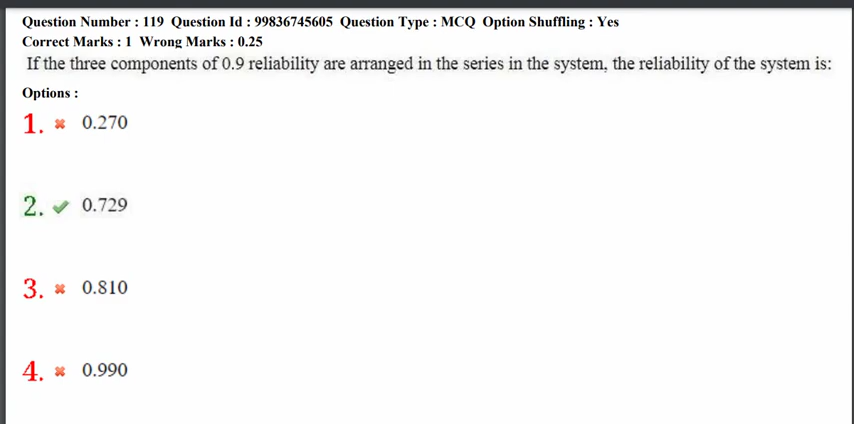 Question Number : 119 Question Id : 99836745605 Question Type : MCQ Option Shuffling : Yes
Correct Marks : 1 Wrong Marks : 0.25
If the three components of 0.9 reliability are arranged in the series in the system, the reliability of the system is:
Options :
1. 0.270
2. 0.729
3. 0.810
4. 0.990